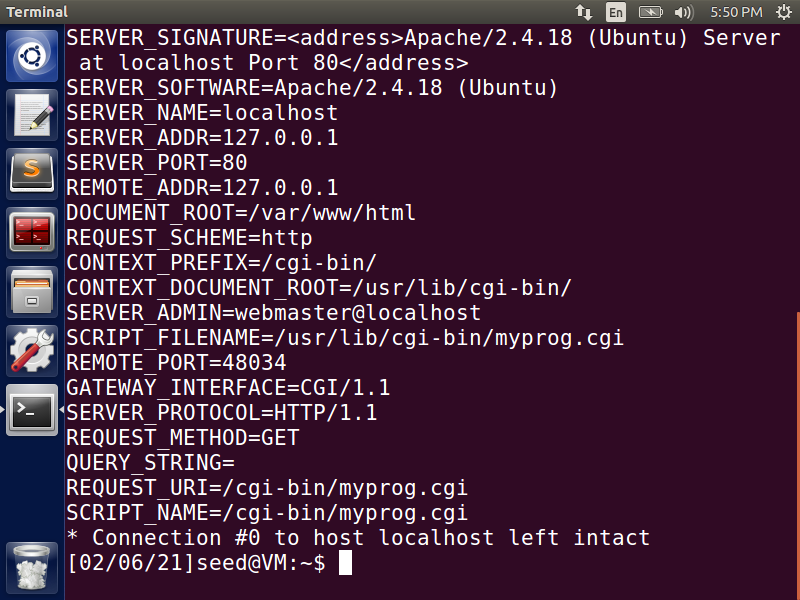 Terminal
En
5:50 PM
SERVER_SIGNATURE=<address>Apache/2.4.18 (Ubuntu) Server
at localhost Port 80</address>
SERVER_SOFTWARE=Apache/2.4.18 (Ubuntu)
SERVER_NAME=localhost
SERVER_ADDR=127.0.0.1
SERVER_PORT=80
REMOTE_ADDR=127.0.0.1
DOCUMENT_ROOT=/var/www/html
REQUEST_SCHEME=http
CONTEXT_PREFIX=/cgi-bin/
CONTEXT_DOCUMENT_ROOT=/usr/lib/cgi-bin/
SERVER_ADMIN=webmaster@localhost
SCRIPT_FILENAME=/usr/lib/cgi-bin/myprog.cgi
REMOTE_PORT=48034
GATEWAY_INTERFACE=CGI/1.1
SERVER_PROTOCOL=HTTP/1.1
REQUEST_METHOD=GET
QUERY_STRING=
REQUEST_URI=/cgi-bin/myprog.cgi
SCRIPT_NAME=/cgi-bin/myprog.cgi
* Connection #0 to host localhost left intact
[02/06/21]seed@VM:~$